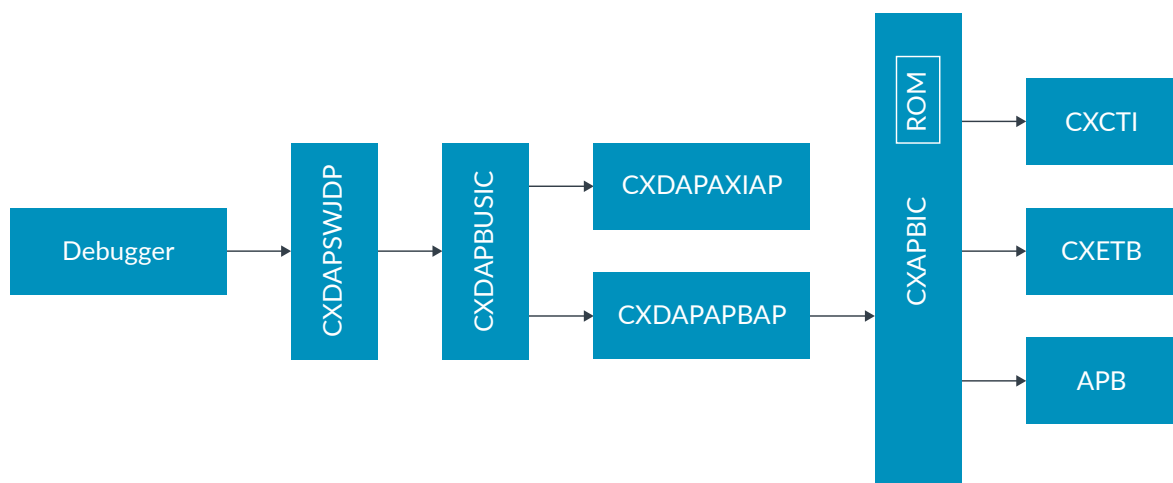 Debugger
CXDAPSWJDP
CXDAPBUSIC
CXDAPAXIAP
CXDAPAPBAP
ROM
CXAPBIC
CXCTI
CXETB
APB